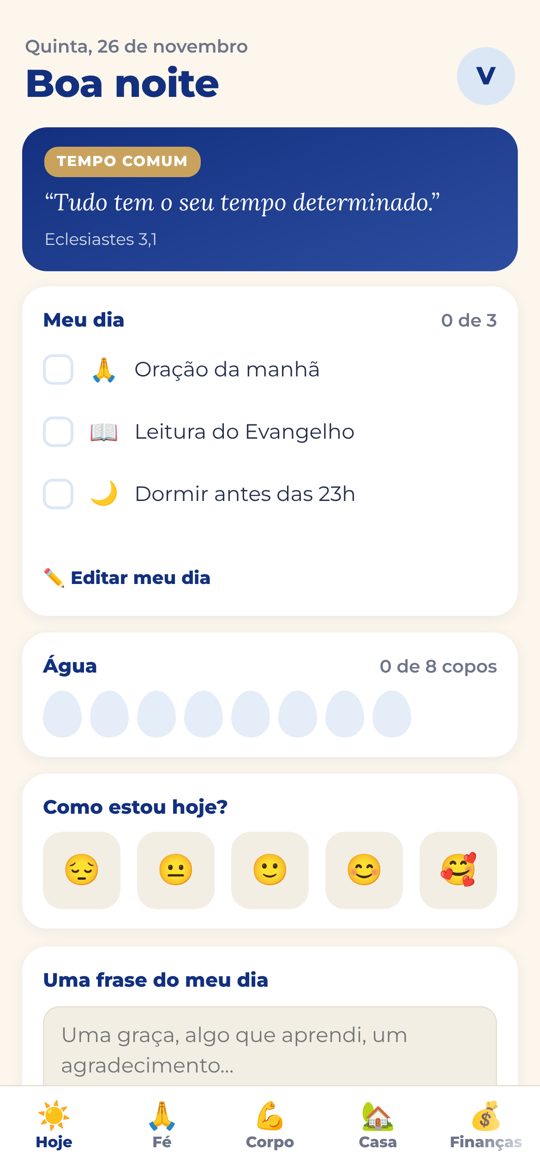 Quinta, 26 de novembro
Boa noite
V
TEMPO COMUM
“Tudo tem o seu tempo determinado.”
Eclesiastes 3,1
Meu dia
0 de 3
🙏 Oração da manhã
📖 Leitura do Evangelho
🌙 Dormir antes das 23h
✏️ Editar meu dia
Água
0 de 8 copos
Como estou hoje?
😔 😐 🙂 😊 🥰
Uma frase do meu dia
Uma graça, algo que aprendi, um
agradecimento...
Hoje
Fé
Corpo
Casa
Finanças